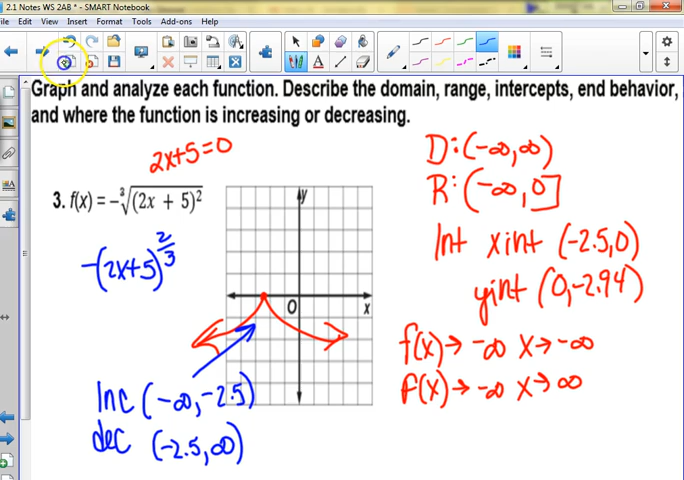 2.1 Notes WS 2AB * - SMART Notebook
File Edit View Insert Format Tools Add-ons Help
Graph and analyze each function. Describe the domain, range, intercepts, end behavior,
and where the function is increasing or decreasing.
2x+5=0
3. f(x) = -∛(2x + 5)²
-(2x+5)^(2/3)
y
O
x
Inc (-∞, -2.5)
dec (-2.5, ∞)
D: (-∞, ∞)
R: (-∞, 0]
Int x int (-2.5, 0)
yint (0, -2.94)
f(x) → -∞ x → -∞
f(x) → -∞ x → ∞